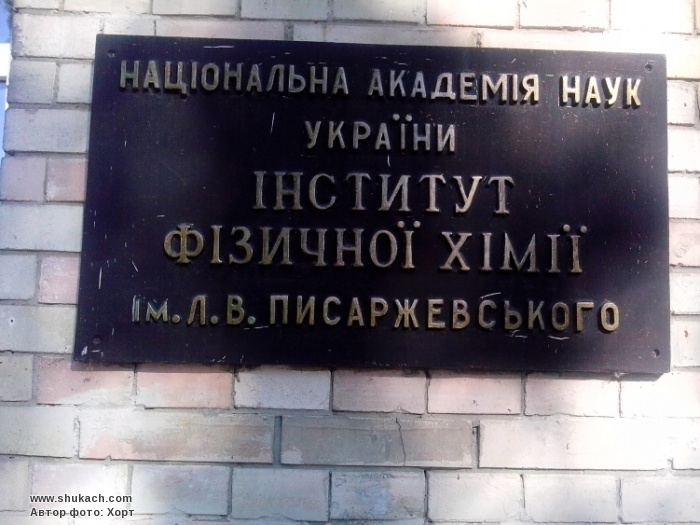 НАЦІОНАЛЬНА АКАДЕМІЯ НАУК
УКРАЇНИ
ІНСТИТУТ
ФІЗИЧНОЇ ХІМІЇ
ІМ. Л. В. ПИСАРЖЕВСЬКОГО
www.shukach.com
Автор фото: Хорт